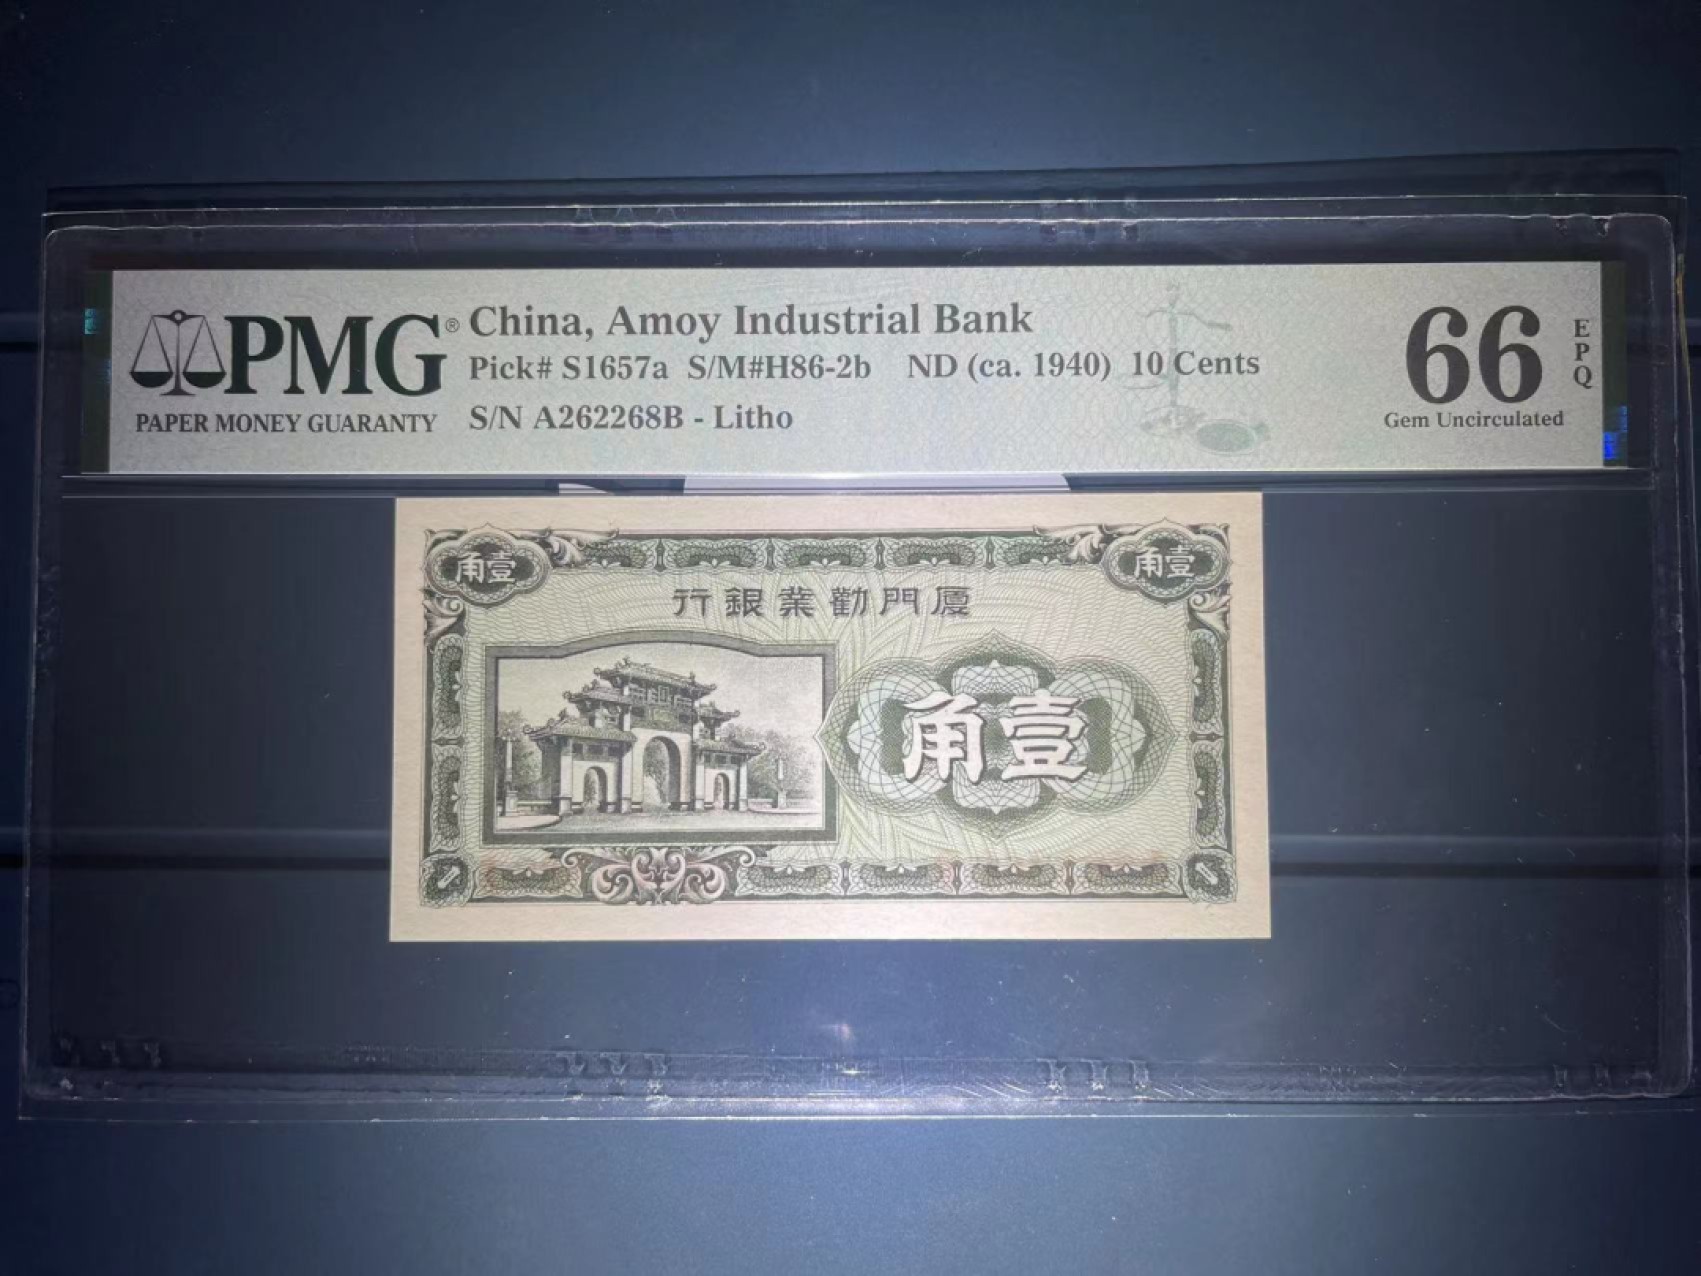 PMG®
PAPER MONEY GUARANTY
China, Amoy Industrial Bank
Pick# S1657a S/M#H86-2b ND (ca. 1940) 10 Cents
S/N A262268B - Litho
66
EPQ
Gem Uncirculated
角壹
角壹
行銀業勸門廈
角壹